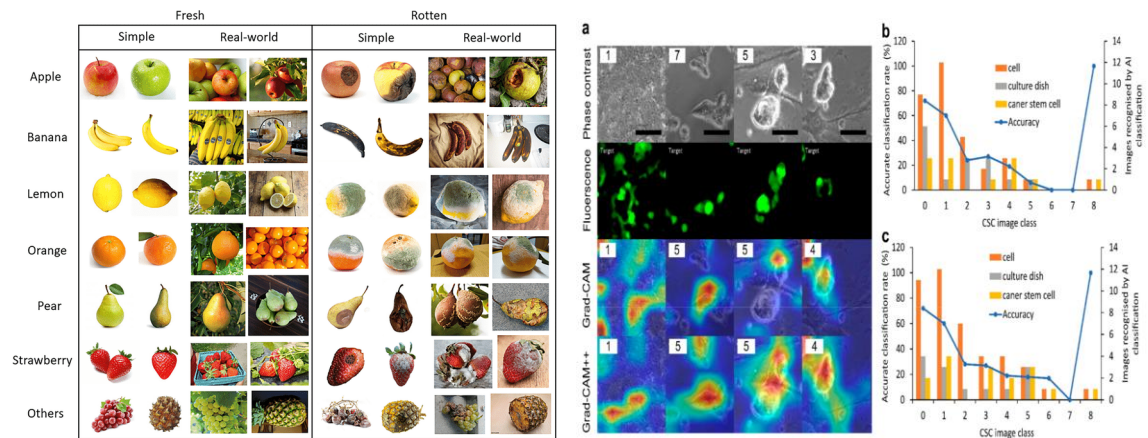 Fresh Rotten
Simple Real-world Simple Real-world
Apple
Banana
Lemon
Orange
Pear
Strawberry
Others
a
Phase contrast
1 7 5 3
Fluoerscence
Target Target Target Target
Grad-CAM
1 5 5 4
Grad-CAM++
1 5 5 4
b
Accurate classification rate (%)
120
100
80
60
40
20
0
cell
culture dish
caner stem cell
Accuracy
14
12
10
8
6
4
2
0
Images recognised by AI
classification
0 1 2 3 4 5 6 7 8
CSC image class
c
Accurate classification rate (%)
120
100
80
60
40
20
0
cell
culture dish
caner stem cell
Accuracy
14
12
10
8
6
4
2
0
Images recognised by AI
classification
0 1 2 3 4 5 6 7 8
CSC image class